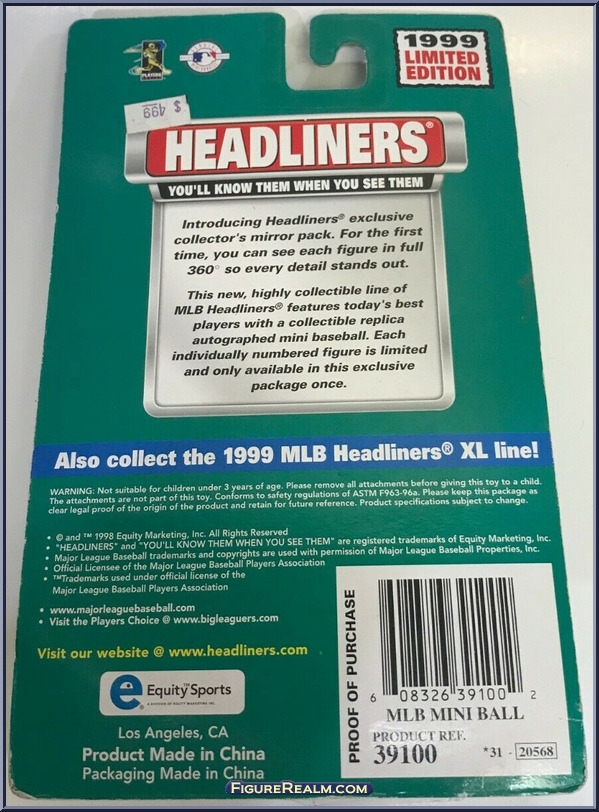 1999
LIMITED
EDITION
PLAYERS
$ 499
HEADLINERS®
YOU'LL KNOW THEM WHEN YOU SEE THEM
Introducing Headliners® exclusive
collector's mirror pack. For the first
time, you can see each figure in full
360° so every detail stands out.
This new, highly collectible line of
MLB Headliners® features today's best
players with a collectible replica
autographed mini baseball. Each
individually numbered figure is limited
and only available in this exclusive
package once.
Also collect the 1999 MLB Headliners® XL line!
WARNING: Not suitable for children under 3 years of age. Please remove all attachments before giving this toy to a child.
The attachments are not part of this toy. Conforms to safety regulations of ASTM F963-96a. Please keep this package as
clear legal proof of the origin of the product and retain for future reference. Product specifications subject to change.
• © and ™ 1998 Equity Marketing, Inc. All Rights Reserved
• "HEADLINERS" and "YOU'LL KNOW THEM WHEN YOU SEE THEM" are registered trademarks of Equity Marketing, Inc.
• Major League Baseball trademarks and copyrights are used with permission of Major League Baseball Properties, Inc.
• Official Licensee of the Major League Baseball Players Association
• ™Trademarks used under official license of the
Major League Baseball Players Association
• www.majorleaguebaseball.com
• Visit the Players Choice @ www.bigleaguers.com
Visit our website @ www.headliners.com
e Equity™Sports
A DIVISION OF EQUITY MARKETING INC.
Los Angeles, CA
Product Made in China
Packaging Made in China
PROOF OF PURCHASE
6 08326 39100 2
MLB MINI BALL
PRODUCT REF.
39100 *31 - 20568
FIGUREREALM.COM